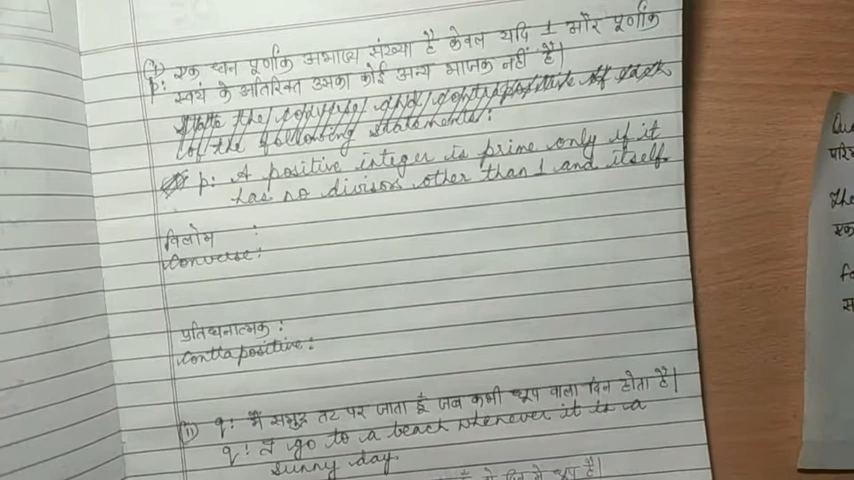 (i) p: एक धन पूर्णांक अभाज्य संख्या है केवल यदि 1 और पूर्णांक
स्वयं के अतिरिक्त उसका कोई अन्य भाजक नहीं है।
State the converse and contrapositive of each
of the following statements:
p: A positive integer is prime only if it
has no divisors other than 1 and itself.
विलोम :
Converse:
प्रतिधनात्मक :
Contrapositive:
(ii) q: मैं समुद्र तट पर जाता हूँ जब कभी धूप वाला दिन होता है।
q: I go to a beach whenever it is a
sunny day.
The